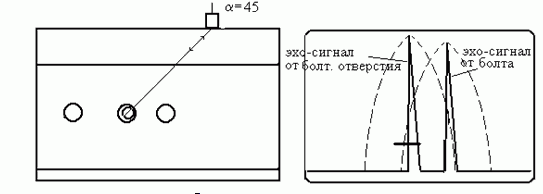 α=45
эхо-сигнал
от болт. отверстия
эхо-сигнал
от болта